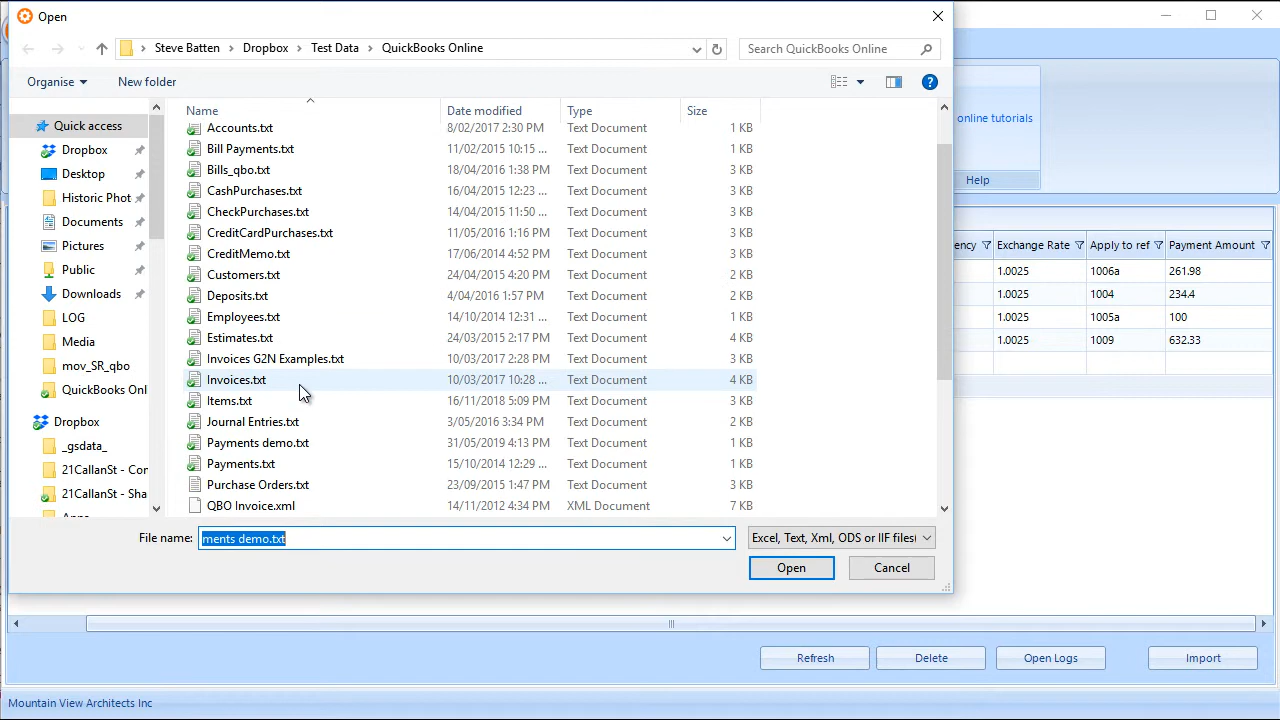 Open
Steve Batten > Dropbox > Test Data > QuickBooks Online
Search QuickBooks Online
Organise
New folder
online tutorials
Help
Name
Date modified
Type
Size
Quick access
Dropbox
Desktop
Historic Phot
Documents
Pictures
Public
Downloads
LOG
Media
mov_SR_qbo
QuickBooks Onl
Dropbox
_gsdata_
21CallanSt - Cor
21CallanSt - Sha
Accounts.txt 8/02/2017 2:30 PM Text Document 1 KB
Bill Payments.txt 11/02/2015 10:15 ... Text Document 1 KB
Bills_qbo.txt 18/04/2016 1:38 PM Text Document 3 KB
CashPurchases.txt 16/04/2015 12:23 ... Text Document 3 KB
CheckPurchases.txt 14/04/2015 11:50 ... Text Document 3 KB
CreditCardPurchases.txt 11/05/2016 1:16 PM Text Document 3 KB
CreditMemo.txt 17/06/2014 4:52 PM Text Document 3 KB
Customers.txt 24/04/2015 4:20 PM Text Document 2 KB
Deposits.txt 4/04/2016 1:57 PM Text Document 2 KB
Employees.txt 14/10/2014 12:31 ... Text Document 1 KB
Estimates.txt 24/03/2015 2:17 PM Text Document 4 KB
Invoices G2N Examples.txt 10/03/2017 2:28 PM Text Document 3 KB
Invoices.txt 10/03/2017 10:28 ... Text Document 4 KB
Items.txt 16/11/2018 5:09 PM Text Document 3 KB
Journal Entries.txt 3/05/2016 3:34 PM Text Document 2 KB
Payments demo.txt 31/05/2019 4:13 PM Text Document 1 KB
Payments.txt 15/10/2014 12:29 ... Text Document 1 KB
Purchase Orders.txt 23/09/2015 1:47 PM Text Document 3 KB
QBO Invoice.xml 14/11/2012 4:34 PM XML Document 7 KB
File name: ments demo.txt
Excel, Text, Xml, ODS or IIF files(
Open
Cancel
ency Exchange Rate Apply to ref Payment Amount
1.0025 1006a 261.98
1.0025 1004 234.4
1.0025 1005a 100
1.0025 1009 632.33
Refresh
Delete
Open Logs
Import
Mountain View Architects Inc